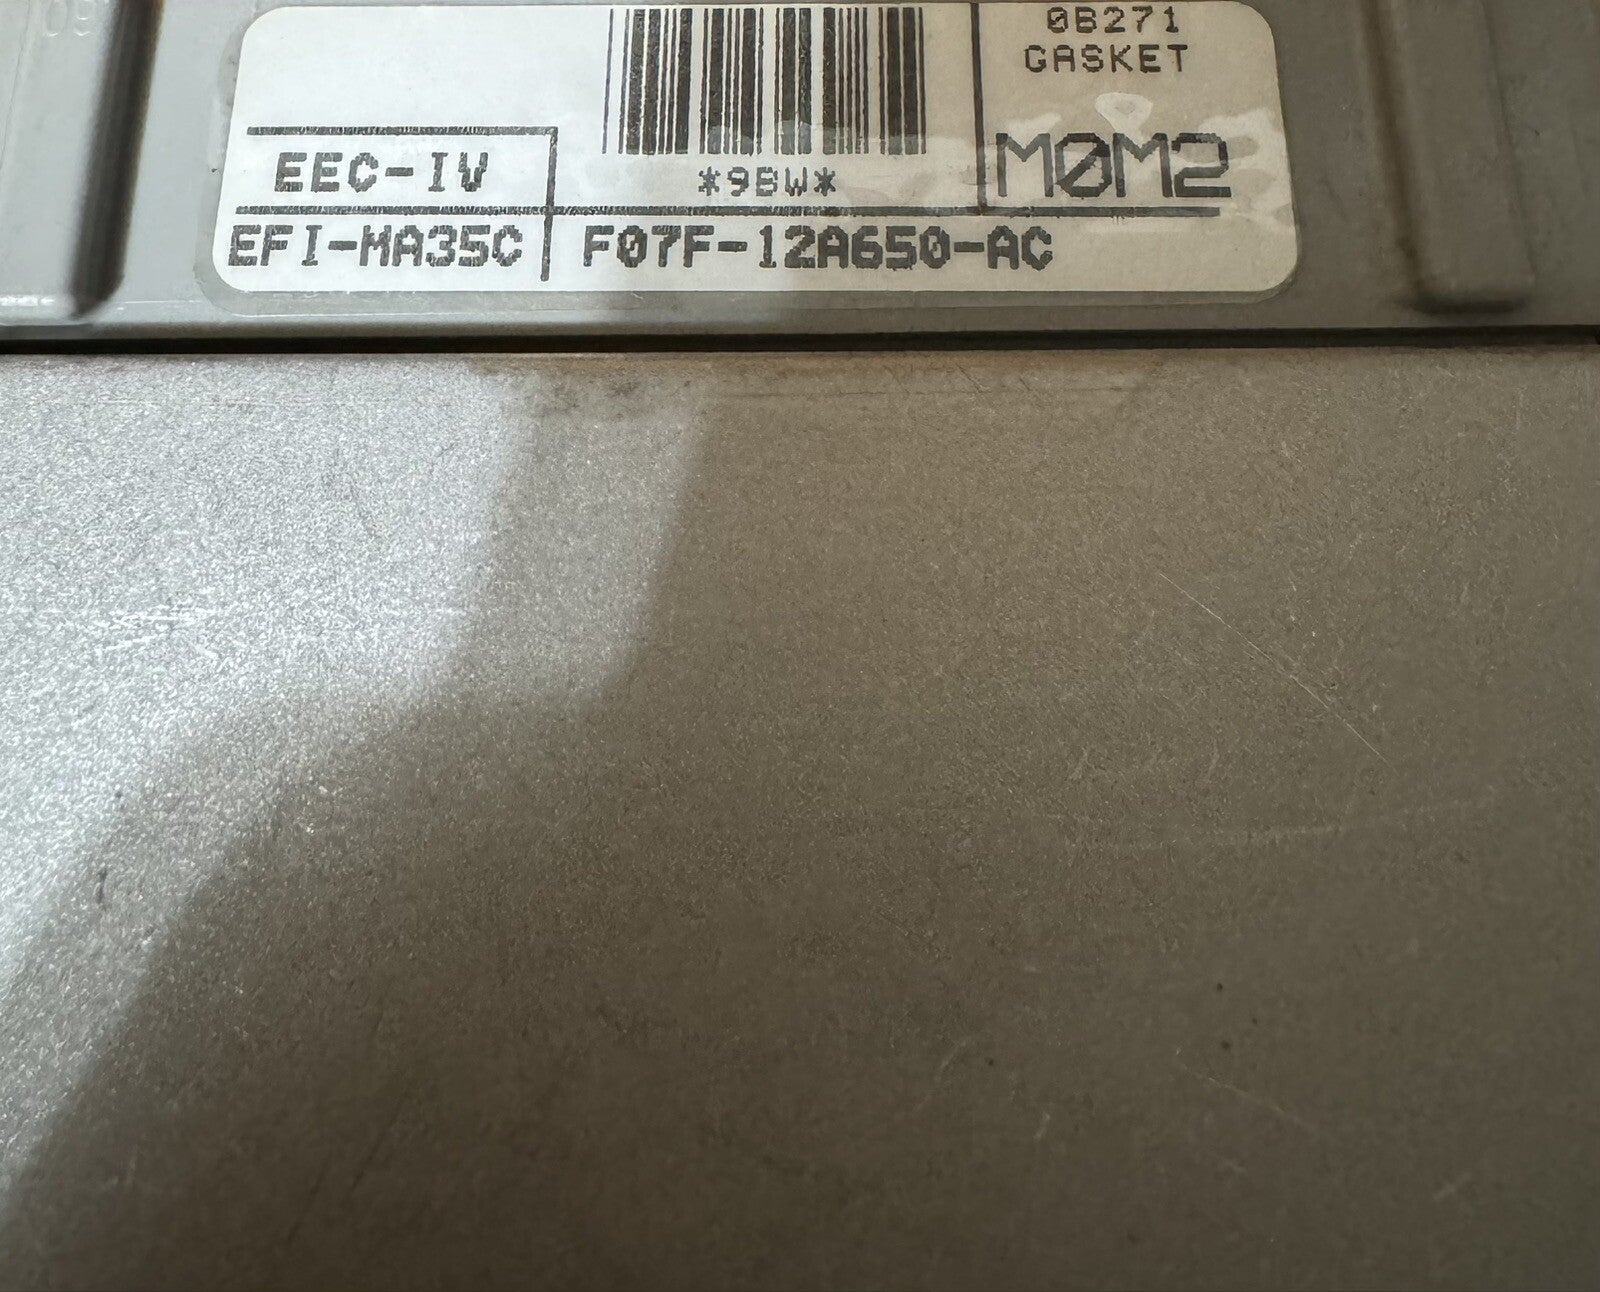 0B271
GASKET
M0M2
*9BW*
EEC-IV
EFI-MA35C
F07F-12A650-AC